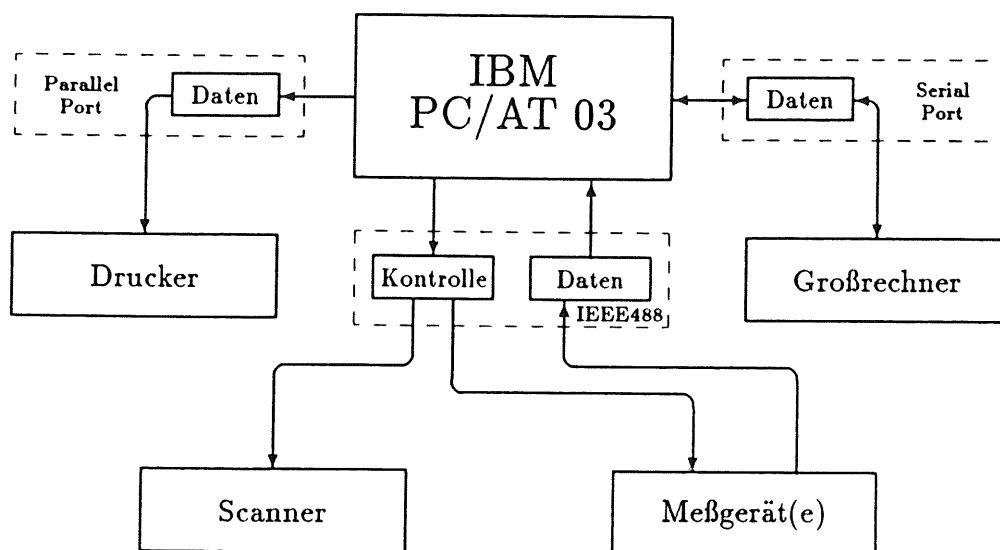 IBM
PC/AT 03
Parallel
Port
Daten
Daten
Serial
Port
Drucker
Kontrolle
Daten
IEEE488
Großrechner
Scanner
Meßgerät(e)